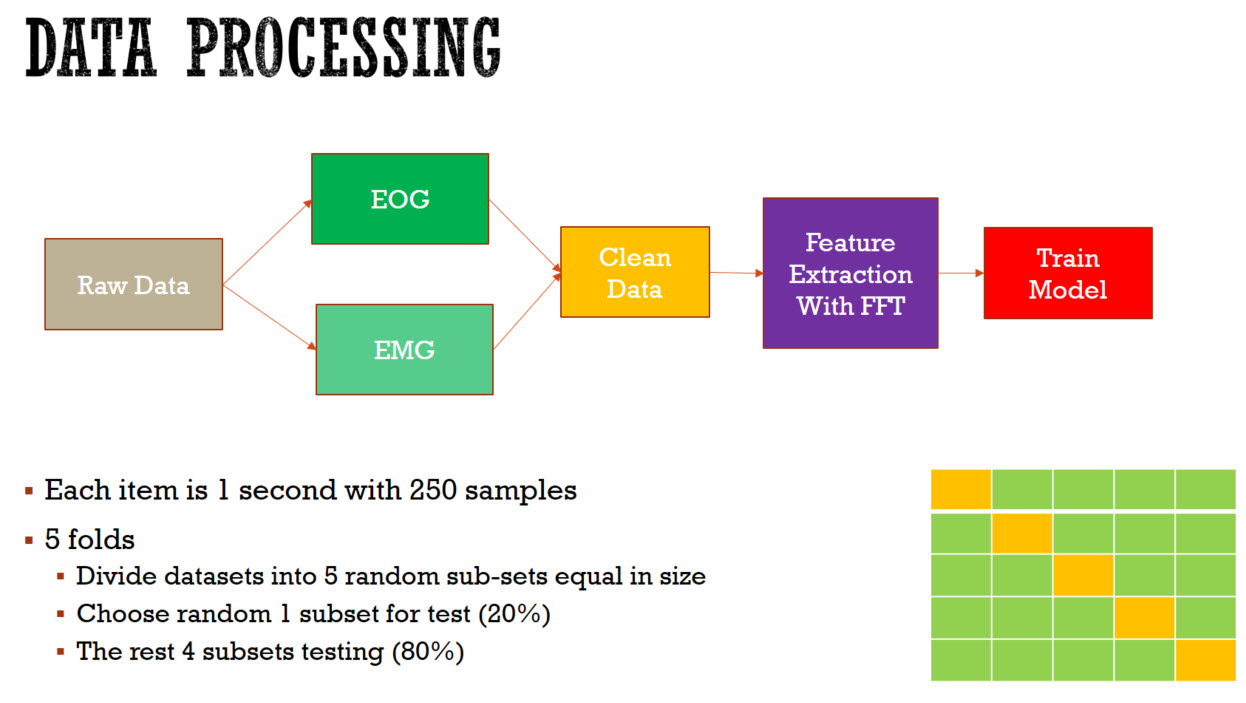 DATA PROCESSING
Raw Data
EOG
EMG
Clean
Data
Feature
Extraction
With FFT
Train
Model
▪ Each item is 1 second with 250 samples
▪ 5 folds
▪ Divide datasets into 5 random sub-sets equal in size
▪ Choose random 1 subset for test (20%)
▪ The rest 4 subsets testing (80%)